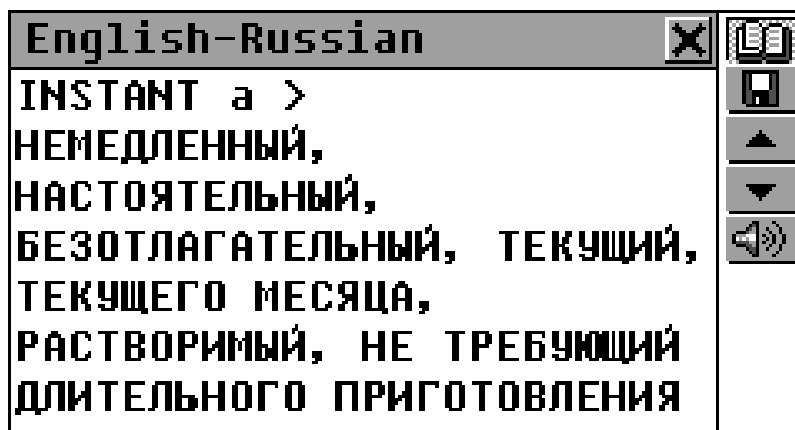 English-Russian
INSTANT a >
НЕМЕДЛЕННЫЙ,
НАСТОЯТЕЛЬНЫЙ,
БЕЗОТЛАГАТЕЛЬНЫЙ, ТЕКУЩИЙ,
ТЕКУЩЕГО МЕСЯЦА,
РАСТВОРИМЫЙ, НЕ ТРЕБУЮЩИЙ
ДЛИТЕЛЬНОГО ПРИГОТОВЛЕНИЯ